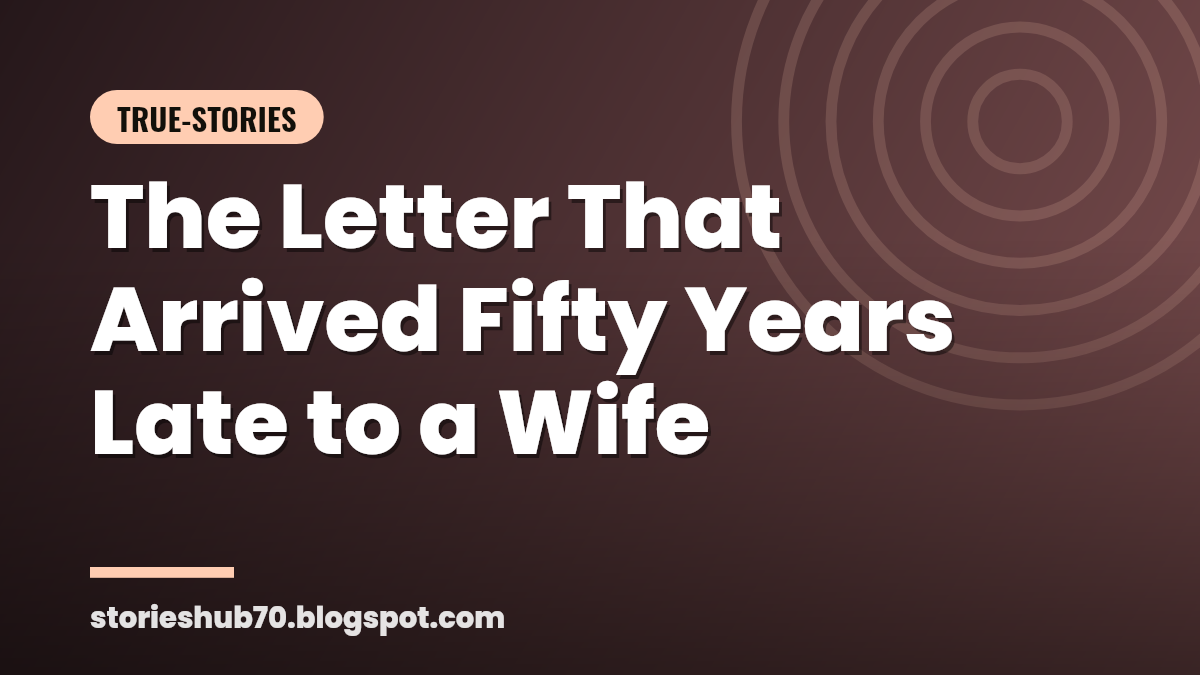 TRUE-STORIES
The Letter That
Arrived Fifty Years
Late to a Wife
storieshub70.blogspot.com